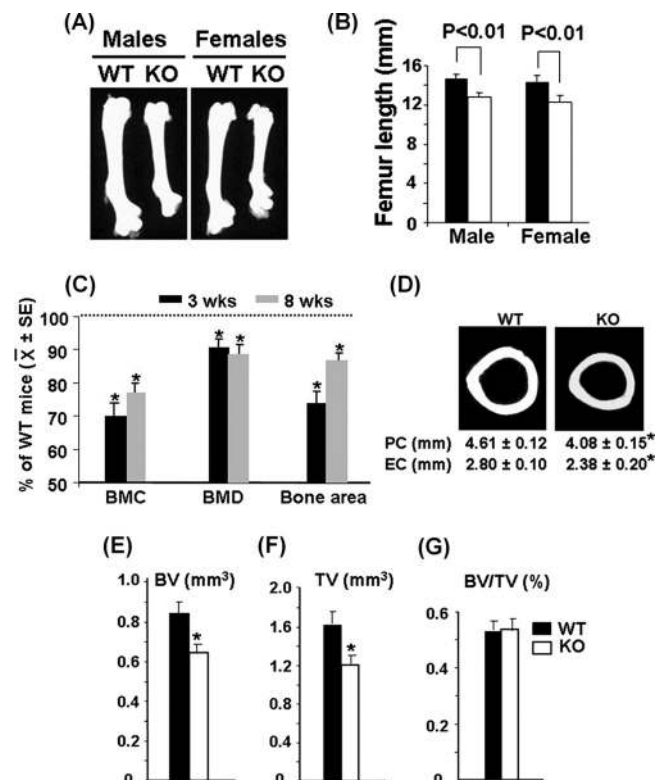 (A)
Males Females
WT KO WT KO
(B)
P<0.01 P<0.01
Femur length (mm)
16
12
8
4
0
Male Female
(C)
3 wks 8 wks
% of WT mice (X̄ ± SE)
100
90
80
70
60
50
* * * * * *
BMC BMD Bone area
(D)
WT KO
PC (mm) 4.61 ± 0.12 4.08 ± 0.15*
EC (mm) 2.80 ± 0.10 2.38 ± 0.20*
(E)
BV (mm³)
1.0
0.8
0.6
0.4
0.2
0
*
(F)
TV (mm³)
2.0
1.6
1.2
0.8
0.4
0
*
(G)
BV/TV (%)
0.6
0.4
0.2
0
WT
KO